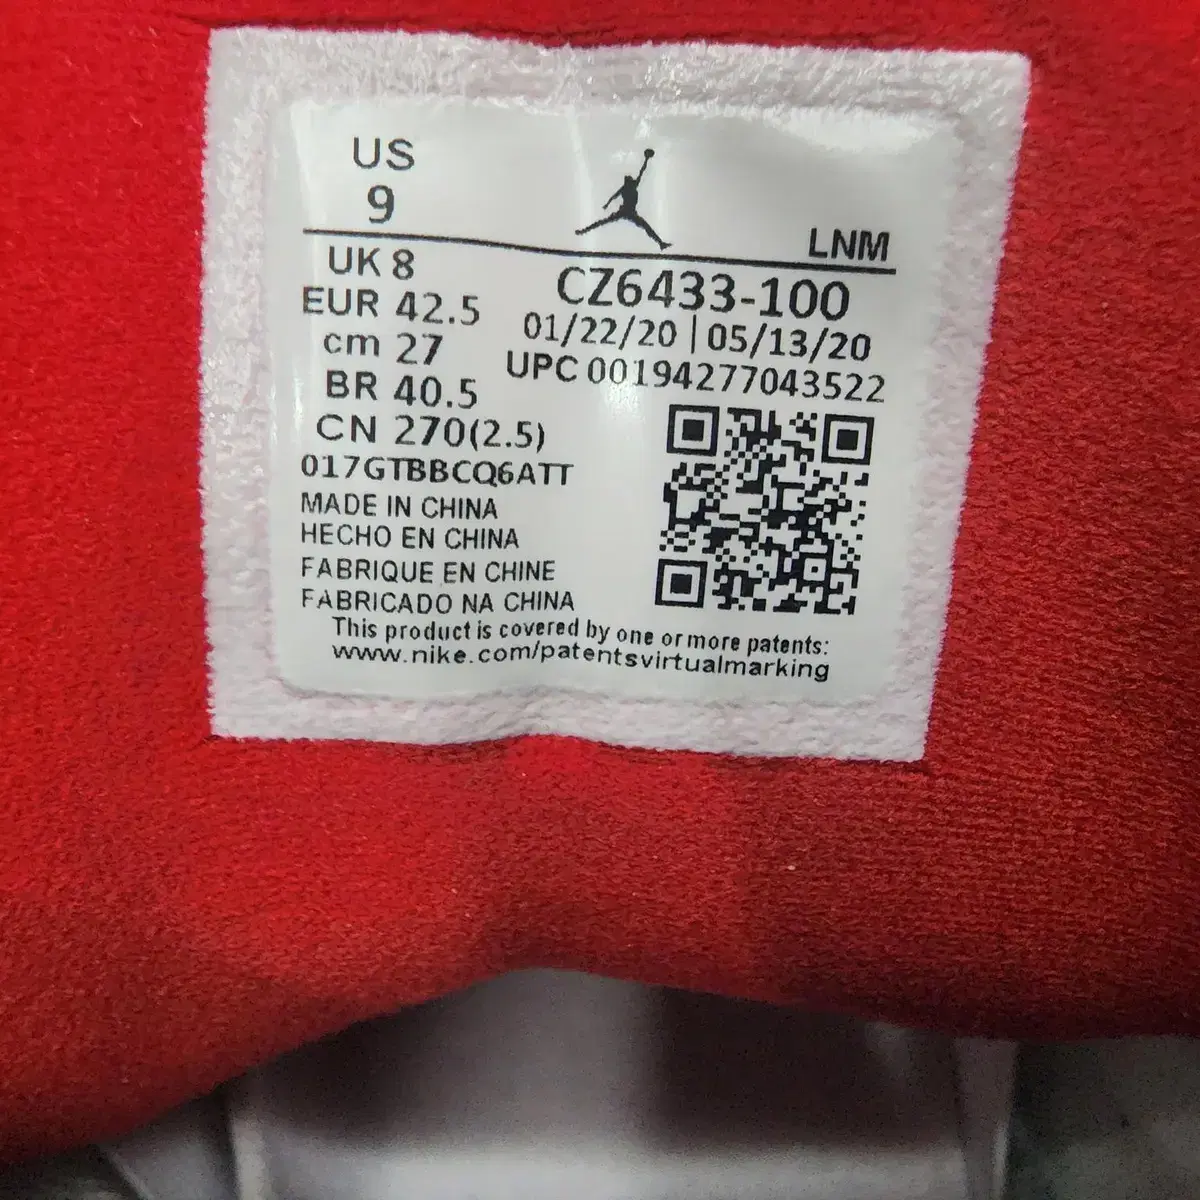 US
9
LNM
UK 8
EUR 42.5
cm 27
BR 40.5
CN 270(2.5)
CZ6433-100
01/22/20 | 05/13/20
UPC 00194277043522
017GTBBCQ6ATT
MADE IN CHINA
HECHO EN CHINA
FABRIQUE EN CHINE
FABRICADO NA CHINA
This product is covered by one or more patents:
www.nike.com/patentsvirtualmarking